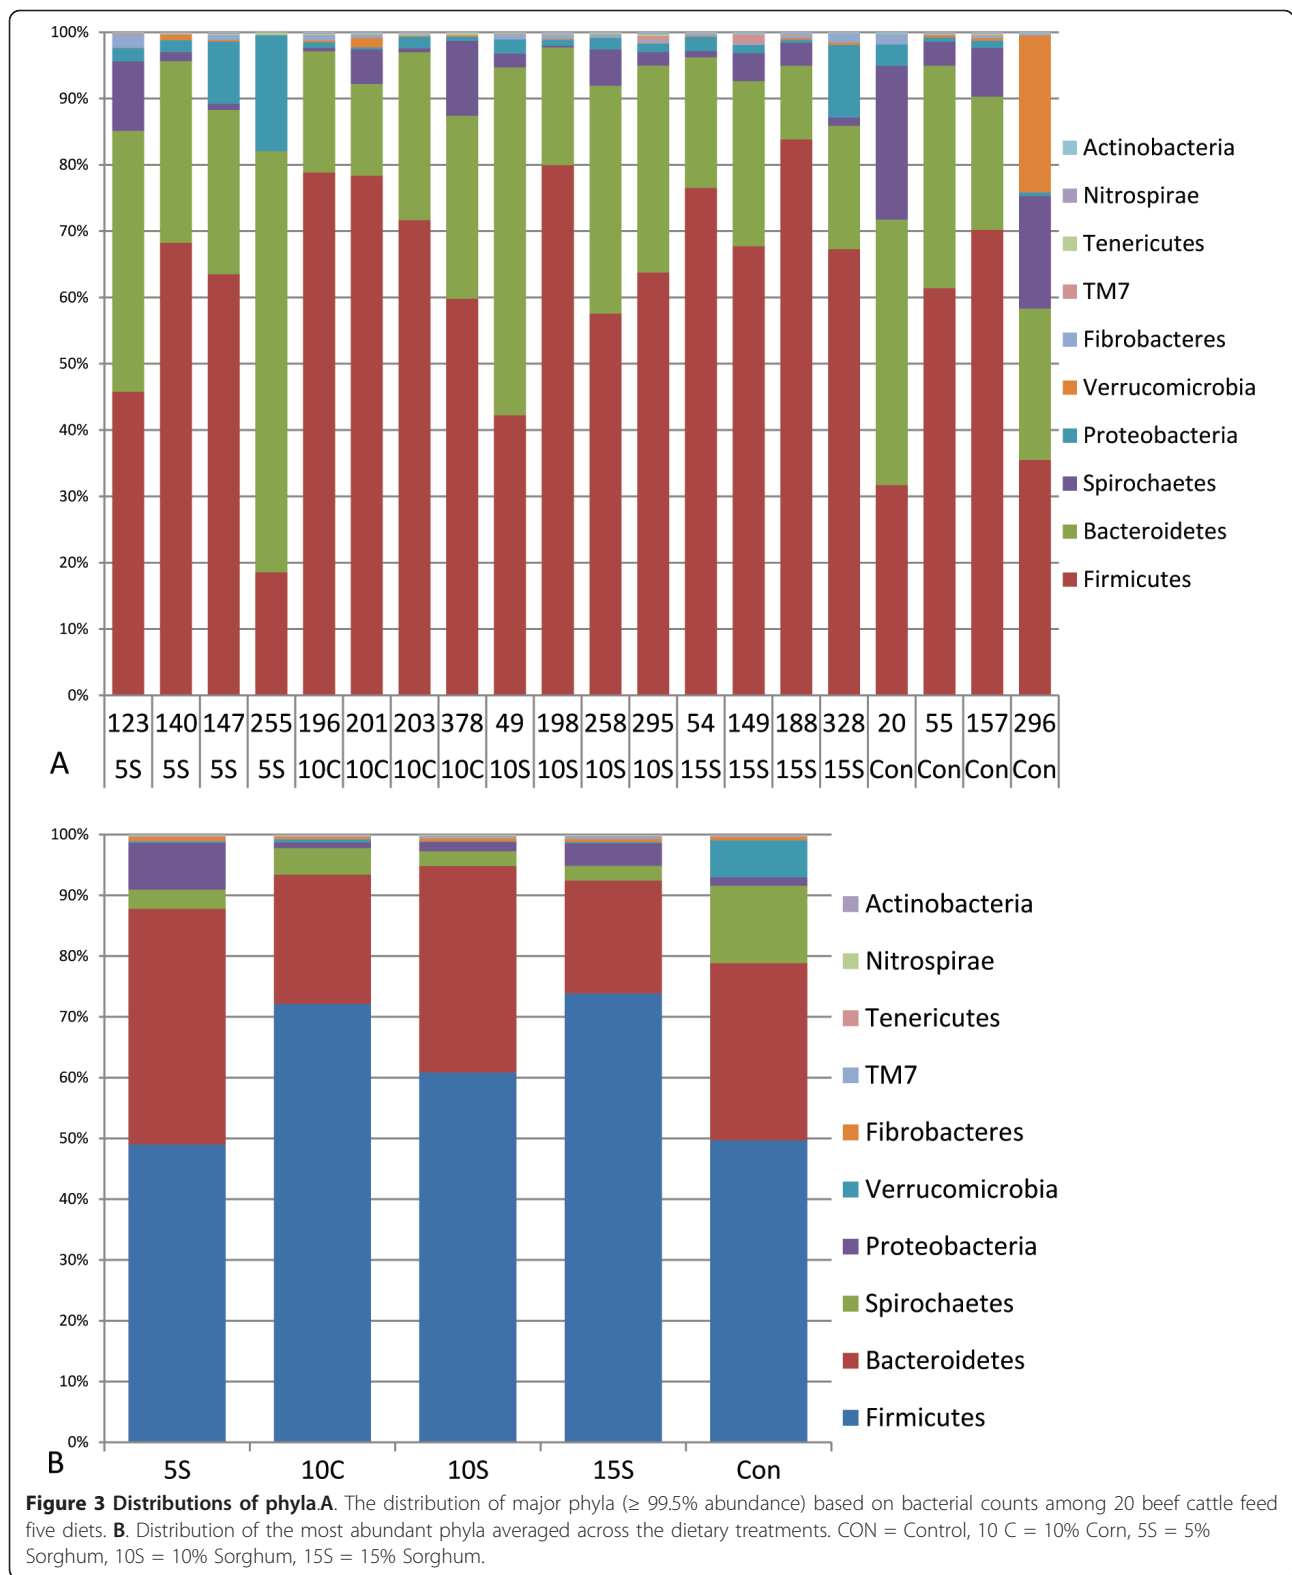 100%
90%
80%
70%
60%
50%
40%
30%
20%
10%
0%
Actinobacteria
Nitrospirae
Tenericutes
TM7
Fibrobacteres
Verrucomicrobia
Proteobacteria
Spirochaetes
Bacteroidetes
Firmicutes
123 140 147 255 196 201 203 378 49 198 258 295 54 149 188 328 20 55 157 296
A 5S 5S 5S 5S 10C 10C 10C 10C 10S 10S 10S 10S 15S 15S 15S 15S Con Con Con Con
100%
90%
80%
70%
60%
50%
40%
30%
20%
10%
0%
Actinobacteria
Nitrospirae
Tenericutes
TM7
Fibrobacteres
Verrucomicrobia
Proteobacteria
Spirochaetes
Bacteroidetes
Firmicutes
B 5S 10C 10S 15S Con
Figure 3 Distributions of phyla.A. The distribution of major phyla (≥ 99.5% abundance) based on bacterial counts among 20 beef cattle feed
five diets. B. Distribution of the most abundant phyla averaged across the dietary treatments. CON = Control, 10 C = 10% Corn, 5S = 5%
Sorghum, 10S = 10% Sorghum, 15S = 15% Sorghum.